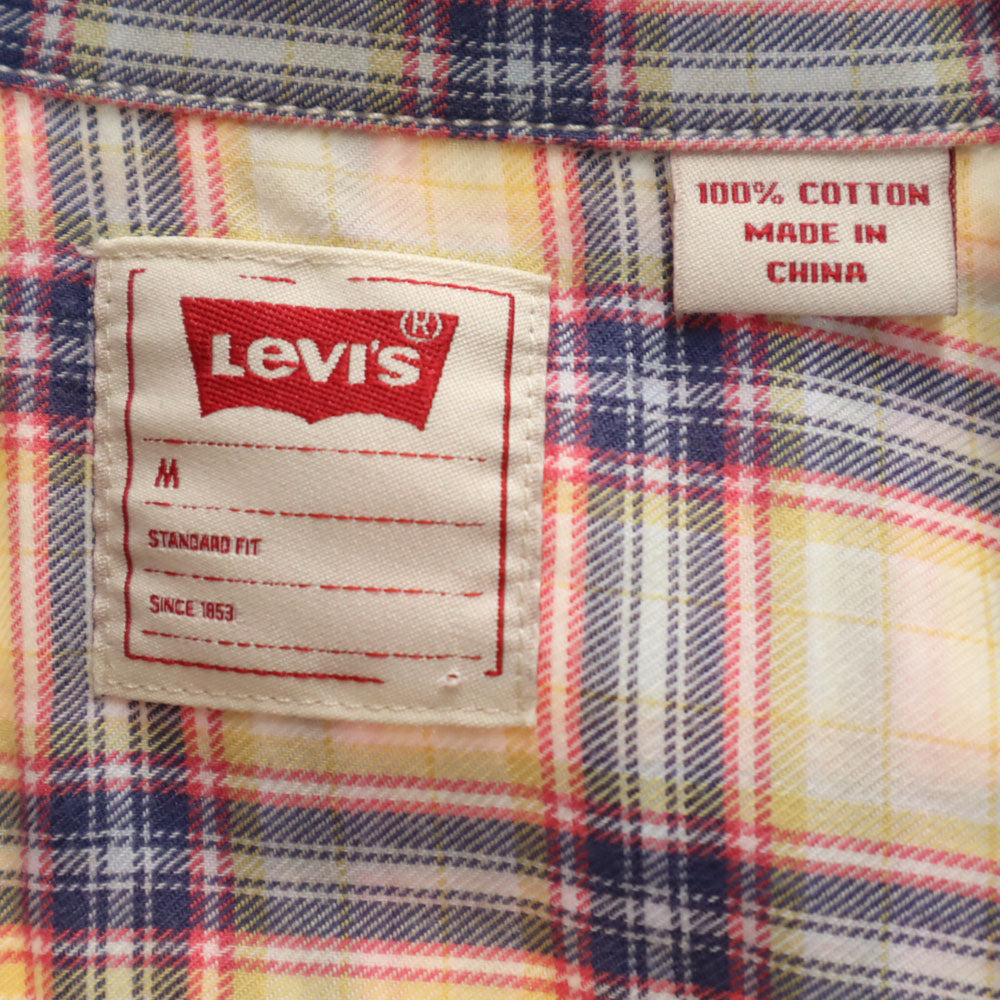 Levi's
(R)
M
STANDARD FIT
SINCE 1853
100% COTTON
MADE IN
CHINA